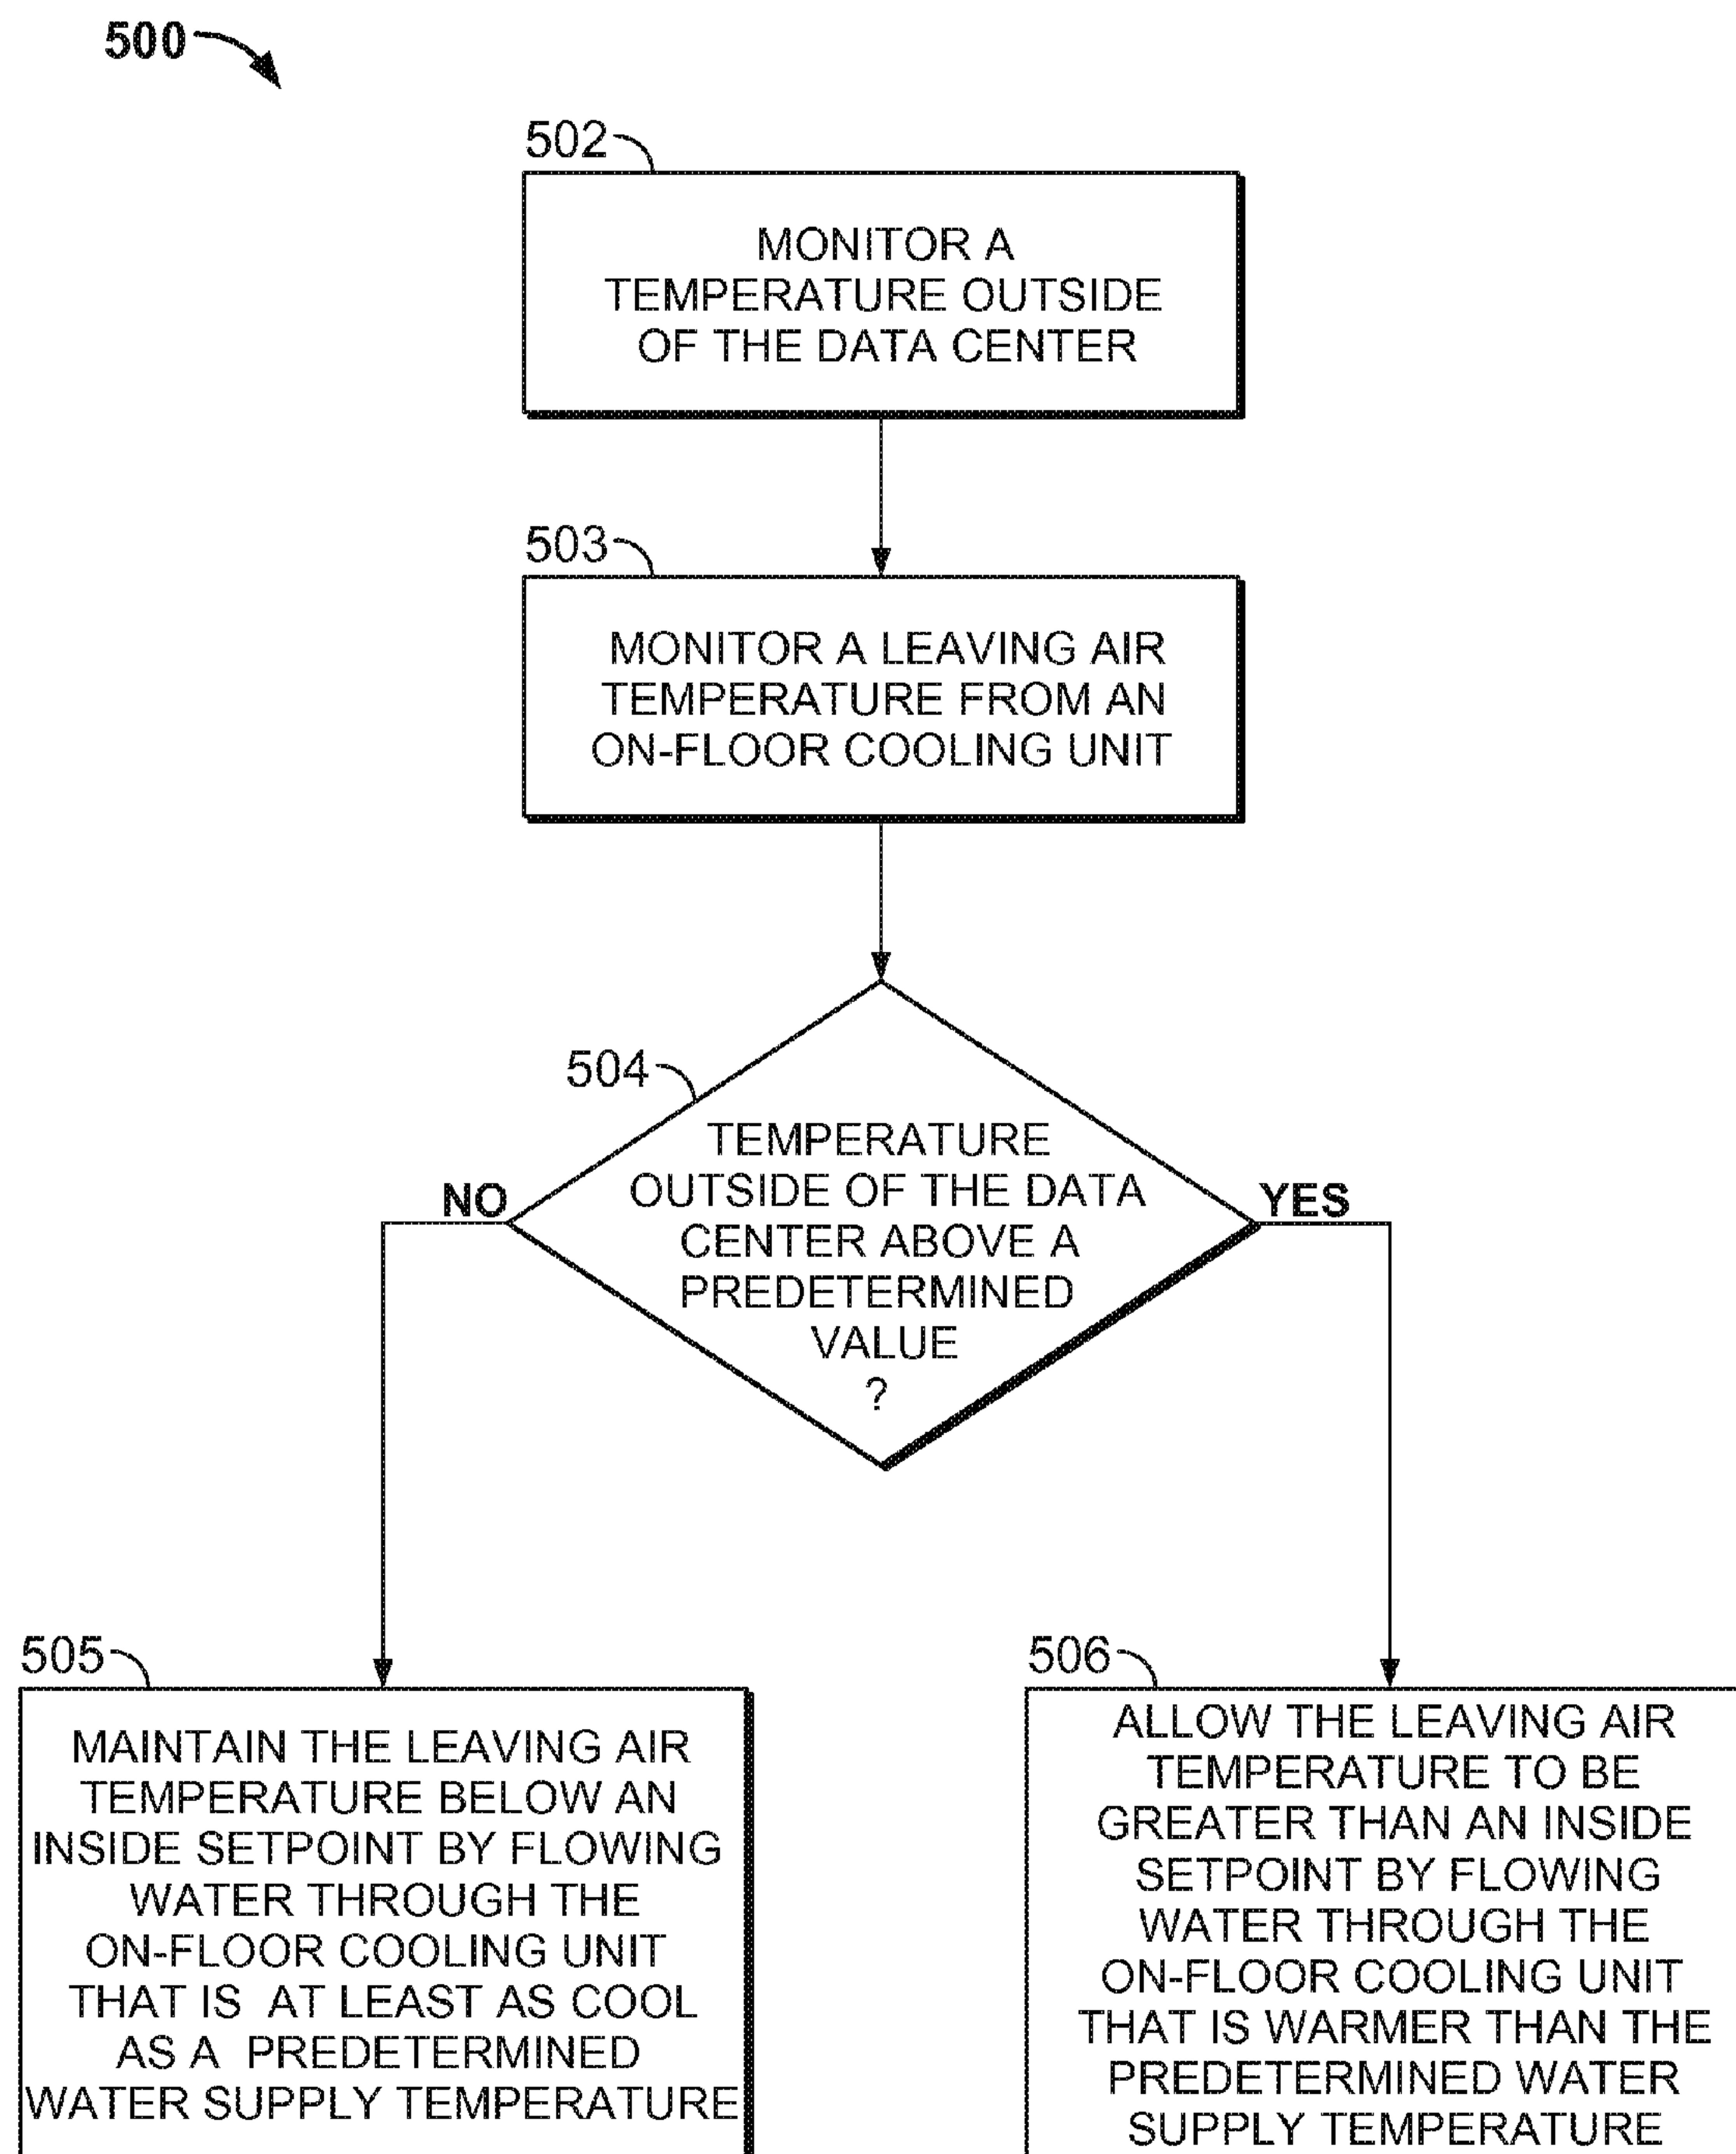 500
502
MONITOR A
TEMPERATURE OUTSIDE
OF THE DATA CENTER
503
MONITOR A LEAVING AIR
TEMPERATURE FROM AN
ON-FLOOR COOLING UNIT
504
TEMPERATURE
OUTSIDE OF THE DATA
CENTER ABOVE A
PREDETERMINED
VALUE
?
NO
YES
505
MAINTAIN THE LEAVING AIR
TEMPERATURE BELOW AN
INSIDE SETPOINT BY FLOWING
WATER THROUGH THE
ON-FLOOR COOLING UNIT
THAT IS AT LEAST AS COOL
AS A PREDETERMINED
WATER SUPPLY TEMPERATURE
506
ALLOW THE LEAVING AIR
TEMPERATURE TO BE
GREATER THAN AN INSIDE
SETPOINT BY FLOWING
WATER THROUGH THE
ON-FLOOR COOLING UNIT
THAT IS WARMER THAN THE
PREDETERMINED WATER
SUPPLY TEMPERATURE